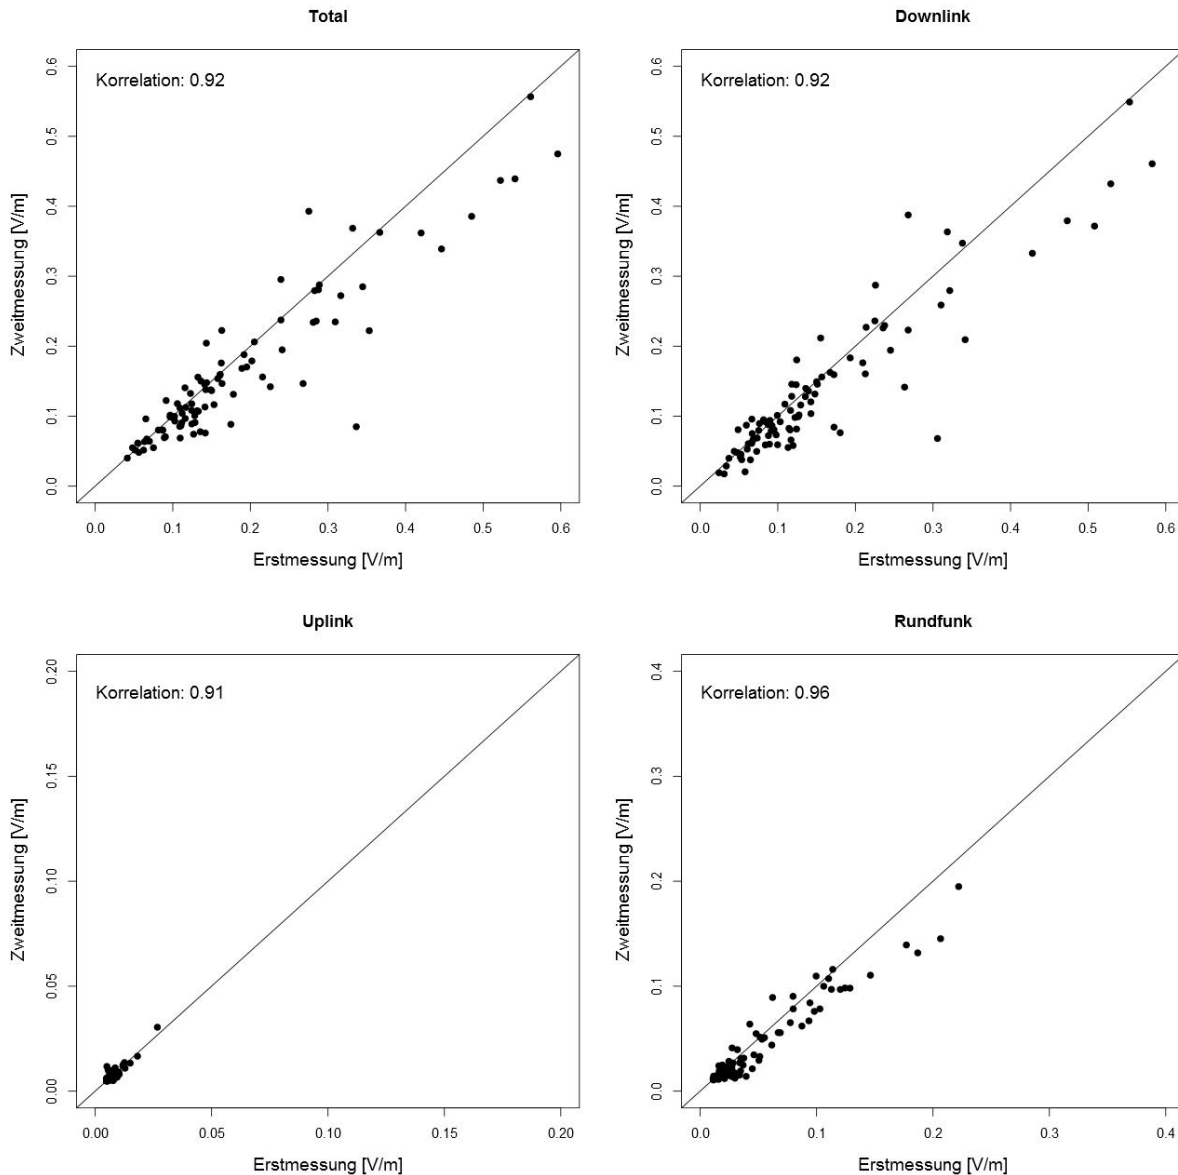 Total
Korrelation: 0.92
Zweitmessung [V/m]
0.6
0.5
0.4
0.3
0.2
0.1
0.0
0.0 0.1 0.2 0.3 0.4 0.5 0.6
Erstmessung [V/m]
Downlink
Korrelation: 0.92
Zweitmessung [V/m]
0.6
0.5
0.4
0.3
0.2
0.1
0.0
0.0 0.1 0.2 0.3 0.4 0.5 0.6
Erstmessung [V/m]
Uplink
Korrelation: 0.91
Zweitmessung [V/m]
0.20
0.15
0.10
0.05
0.00
0.00 0.05 0.10 0.15 0.20
Erstmessung [V/m]
Rundfunk
Korrelation: 0.96
Zweitmessung [V/m]
0.4
0.3
0.2
0.1
0.0
0.0 0.1 0.2 0.3 0.4
Erstmessung [V/m]